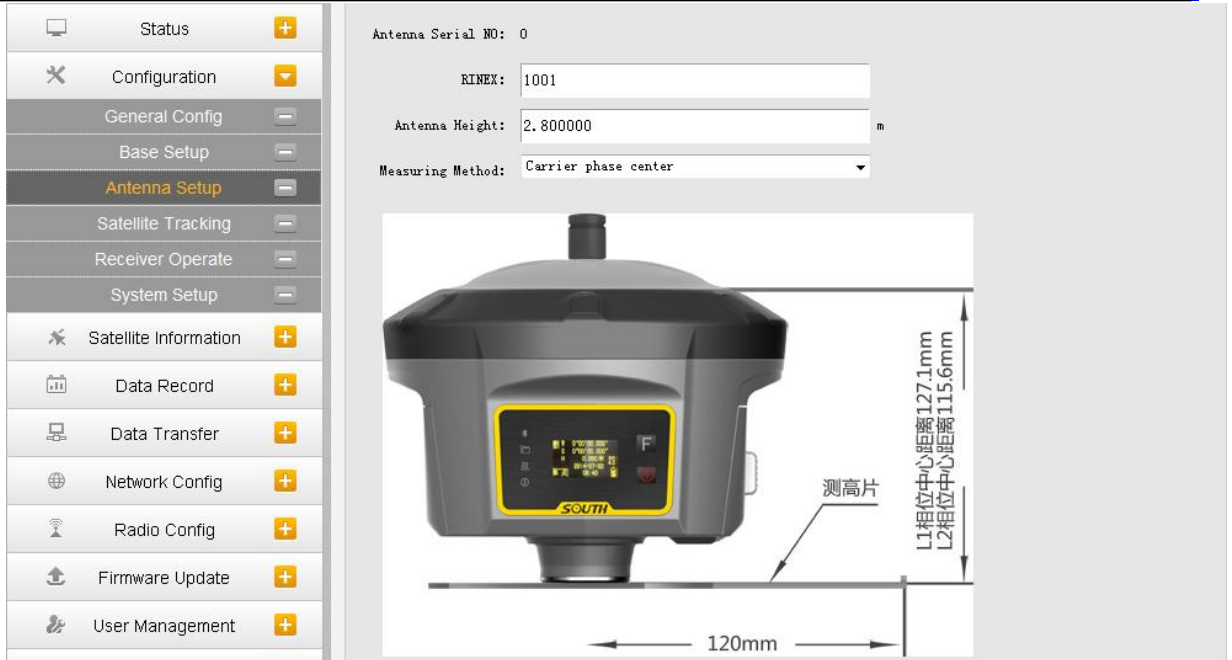 Status
Configuration
General Config
Base Setup
Antenna Setup
Satellite Tracking
Receiver Operate
System Setup
Satellite Information
Data Record
Data Transfer
Network Config
Radio Config
Firmware Update
User Management
Antenna Serial NO: 0
RINEX: 1001
Antenna Height: 2.800000 m
Measuring Method: Carrier phase center
F
SOUTH
测高片
L1相位中心距离127.1mm
L2相位中心距离115.6mm
120mm